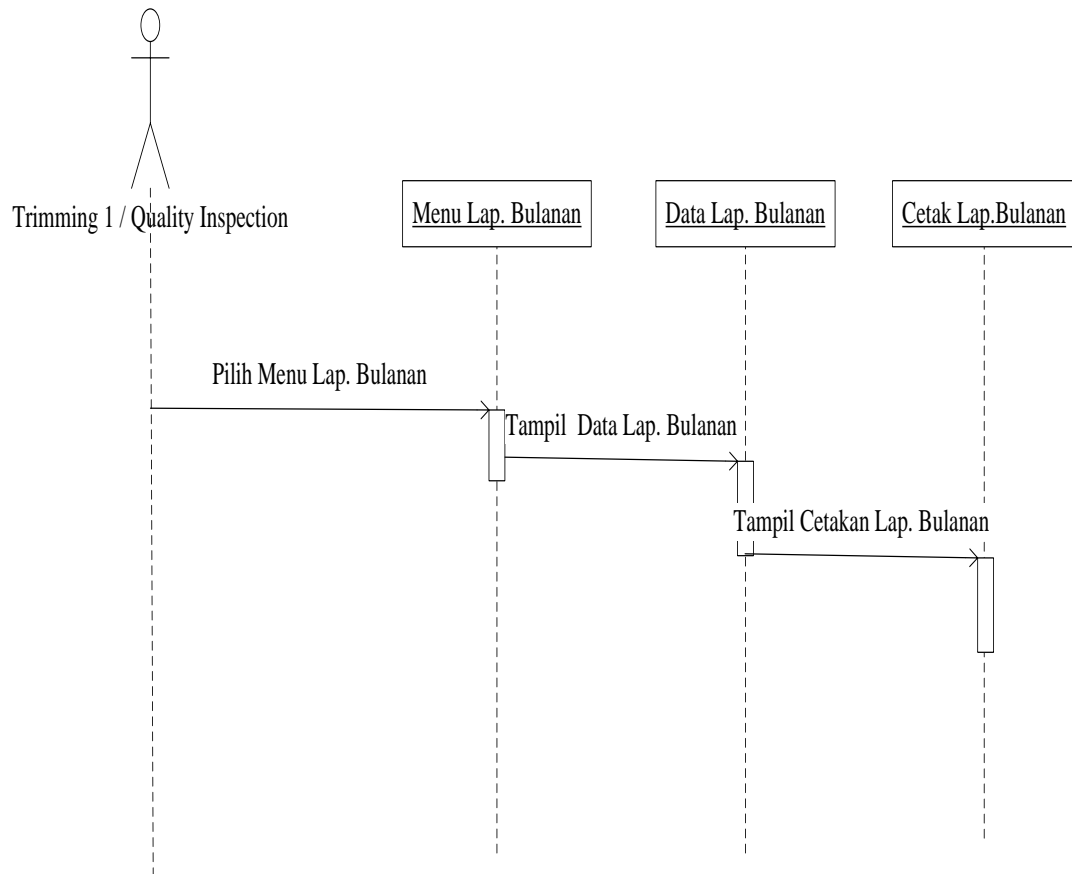 Trimming 1 / Quality Inspection
Menu Lap. Bulanan
Data Lap. Bulanan
Cetak Lap.Bulanan
Pilih Menu Lap. Bulanan
Tampil  Data Lap. Bulanan
Tampil Cetakan Lap. Bulanan